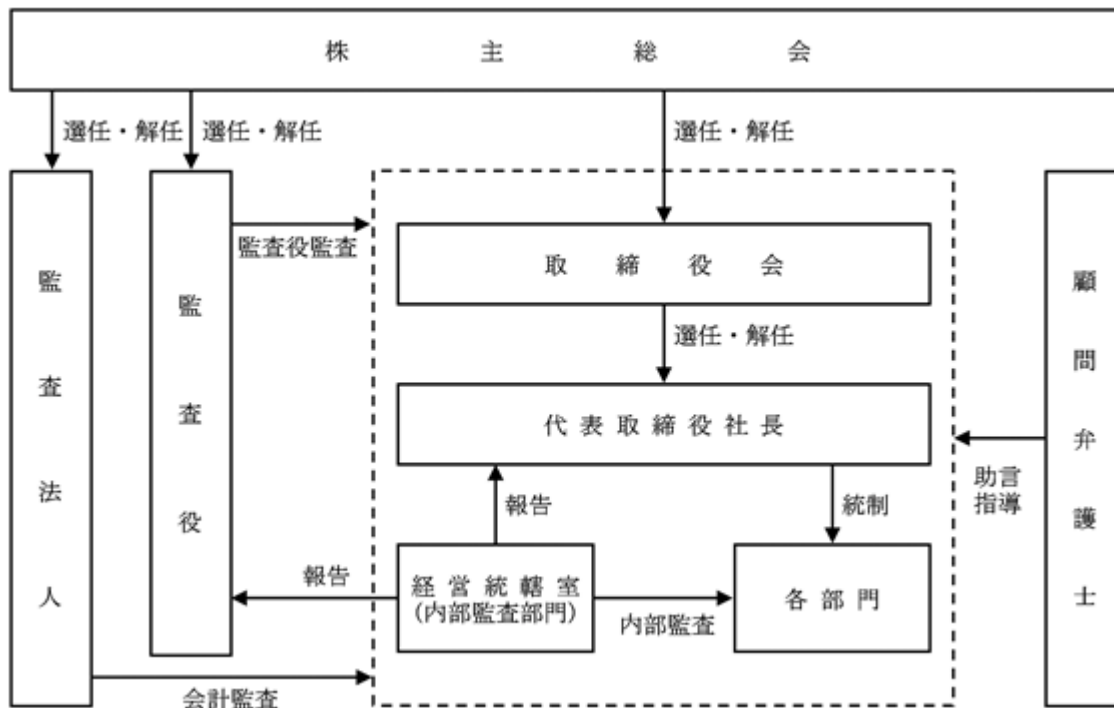 株主総会
選任・解任
選任・解任
選任・解任
監査法人
監査役
監査役監査
取締役会
選任・解任
代表取締役社長
顧問弁護士
助言
指導
報告
統制
報告
経営統轄室
(内部監査部門)
内部監査
各部門
会計監査